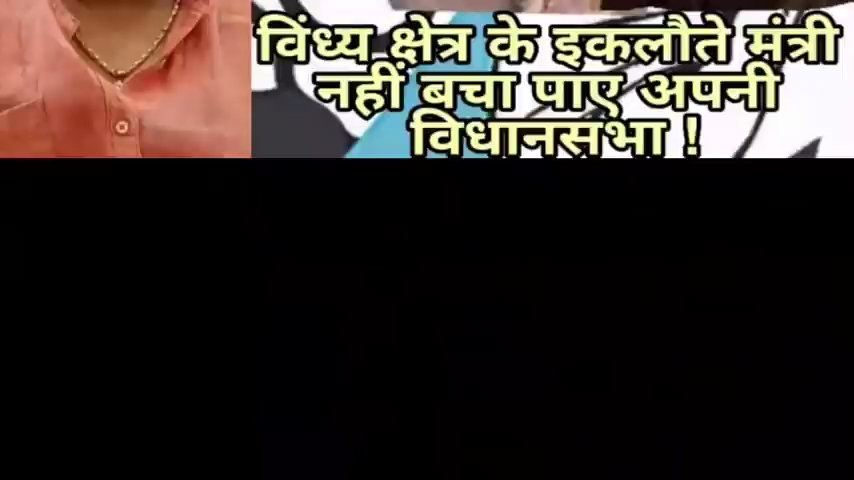 विंध्य क्षेत्र के इकलौते मंत्री
नहीं बचा पाए अपनी
विधानसभा !